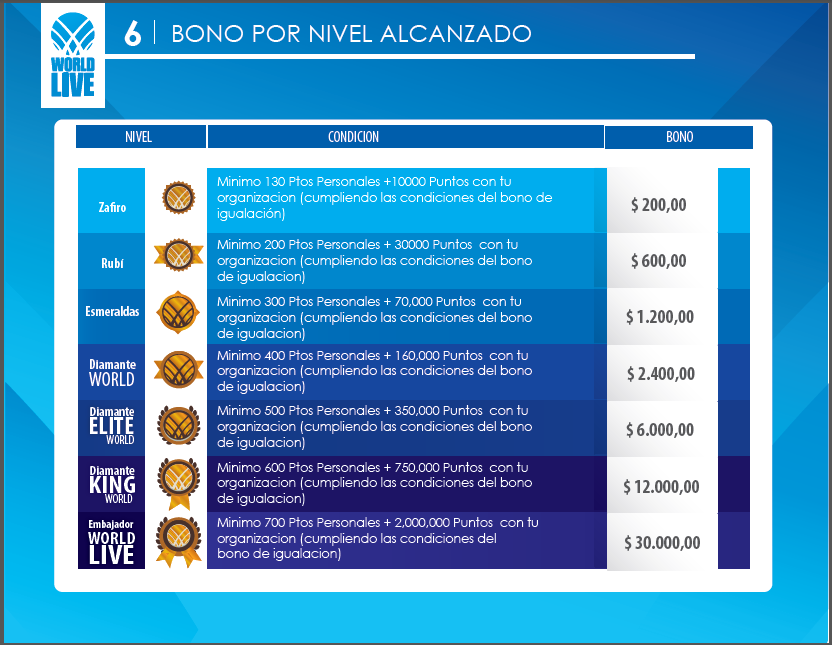 WORLD
LIVE
6 | BONO POR NIVEL ALCANZADO
NIVEL CONDICION BONO
Zafiro
Minimo 130 Ptos Personales +10000 Puntos con tu
organizacion (cumpliendo las condiciones del bono de
igualación)
$ 200,00
Rubí
Minimo 200 Ptos Personales + 30000 Puntos con tu
organizacion (cumpliendo las condiciones del bono
de igualacion)
$ 600,00
Esmeraldas
Minimo 300 Ptos Personales + 70,000 Puntos con tu
organizacion (cumpliendo las condiciones del bono
de igualacion)
$ 1.200,00
Diamante
WORLD
Minimo 400 Ptos Personales + 160,000 Puntos con tu
organizacion (cumpliendo las condiciones del bono
de igualacion)
$ 2.400,00
Diamante
ELITE
WORLD
Minimo 500 Ptos Personales + 350,000 Puntos con tu
organizacion (cumpliendo las condiciones del bono
de igualacion)
$ 6.000,00
Diamante
KING
WORLD
Minimo 600 Ptos Personales + 750,000 Puntos con tu
organizacion (cumpliendo las condiciones del bono
de igualacion)
$ 12.000,00
Embajador
WORLD
LIVE
Minimo 700 Ptos Personales + 2,000,000 Puntos con tu
organizacion (cumpliendo las condiciones del
bono de igualacion)
$ 30.000,00